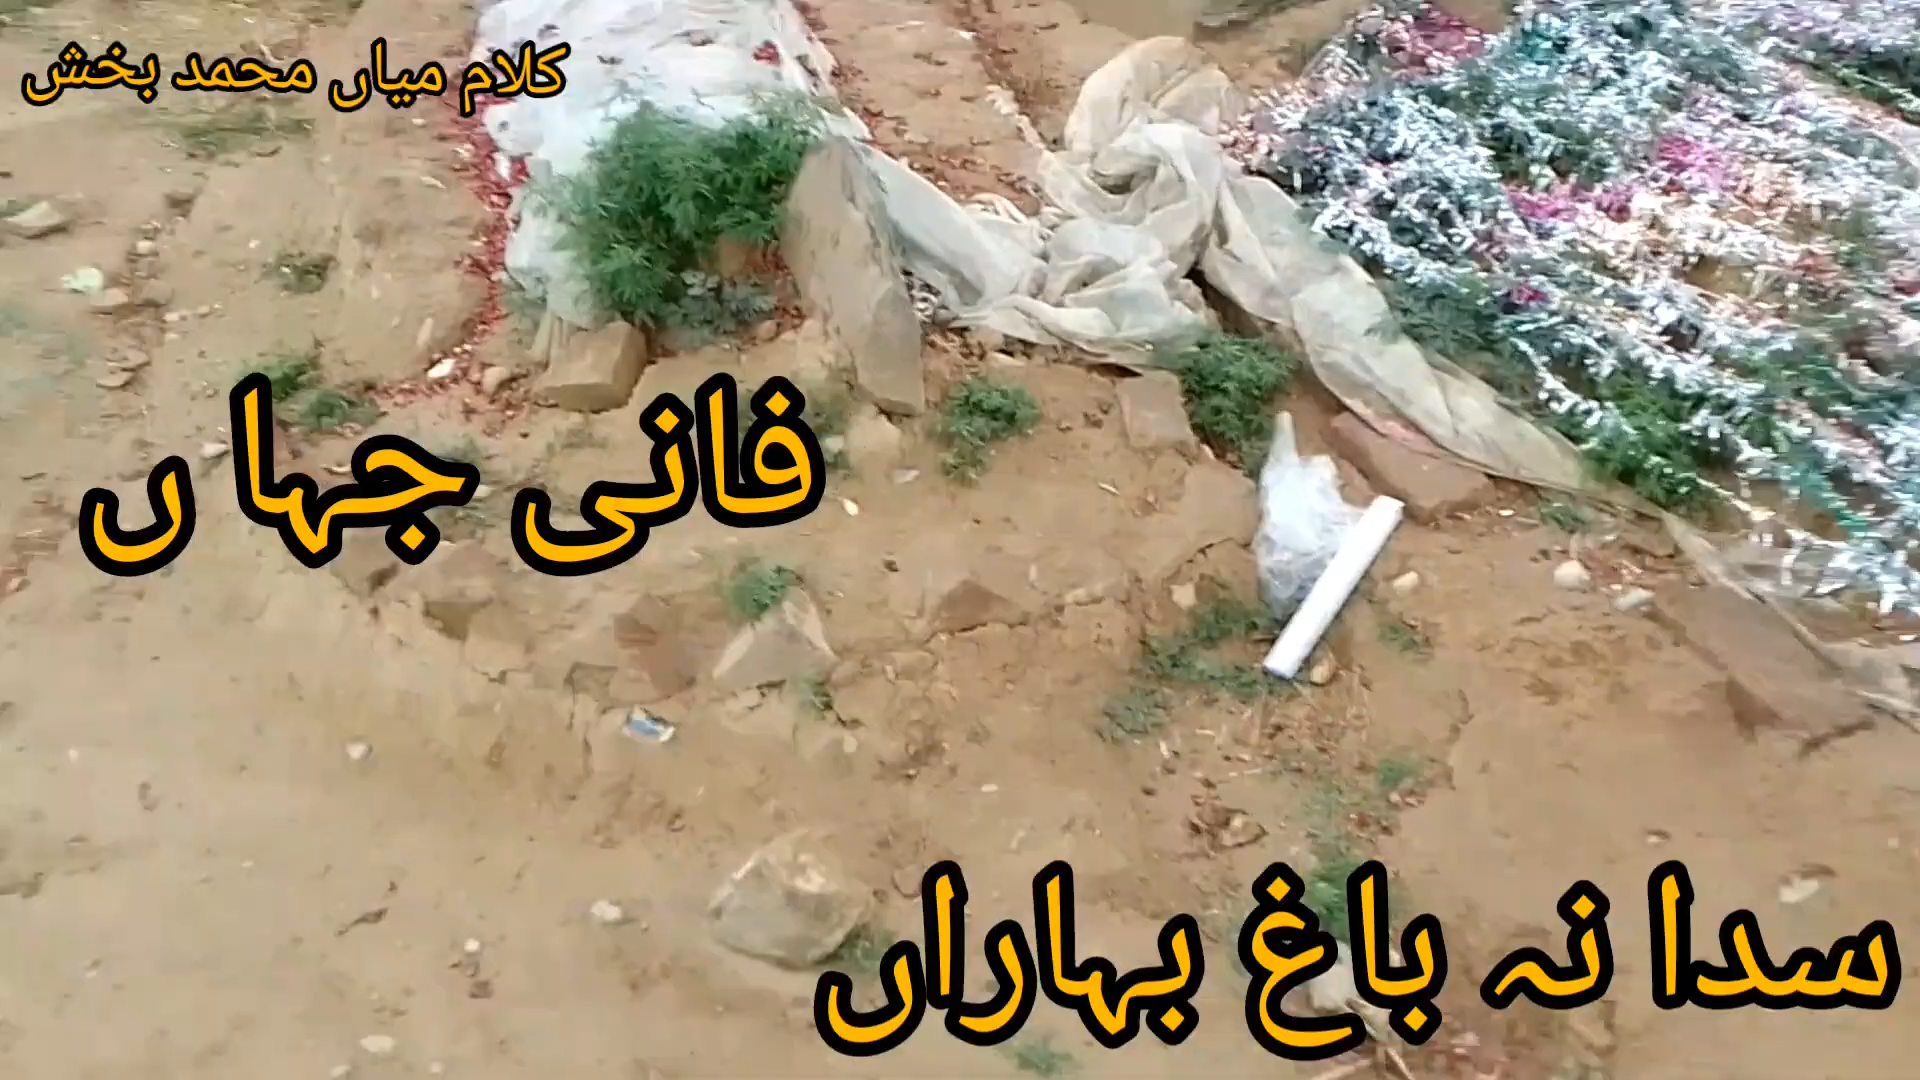 کلام میاں محمد بخش
فانی جہا ں
سدا نہ باغ بہاراں